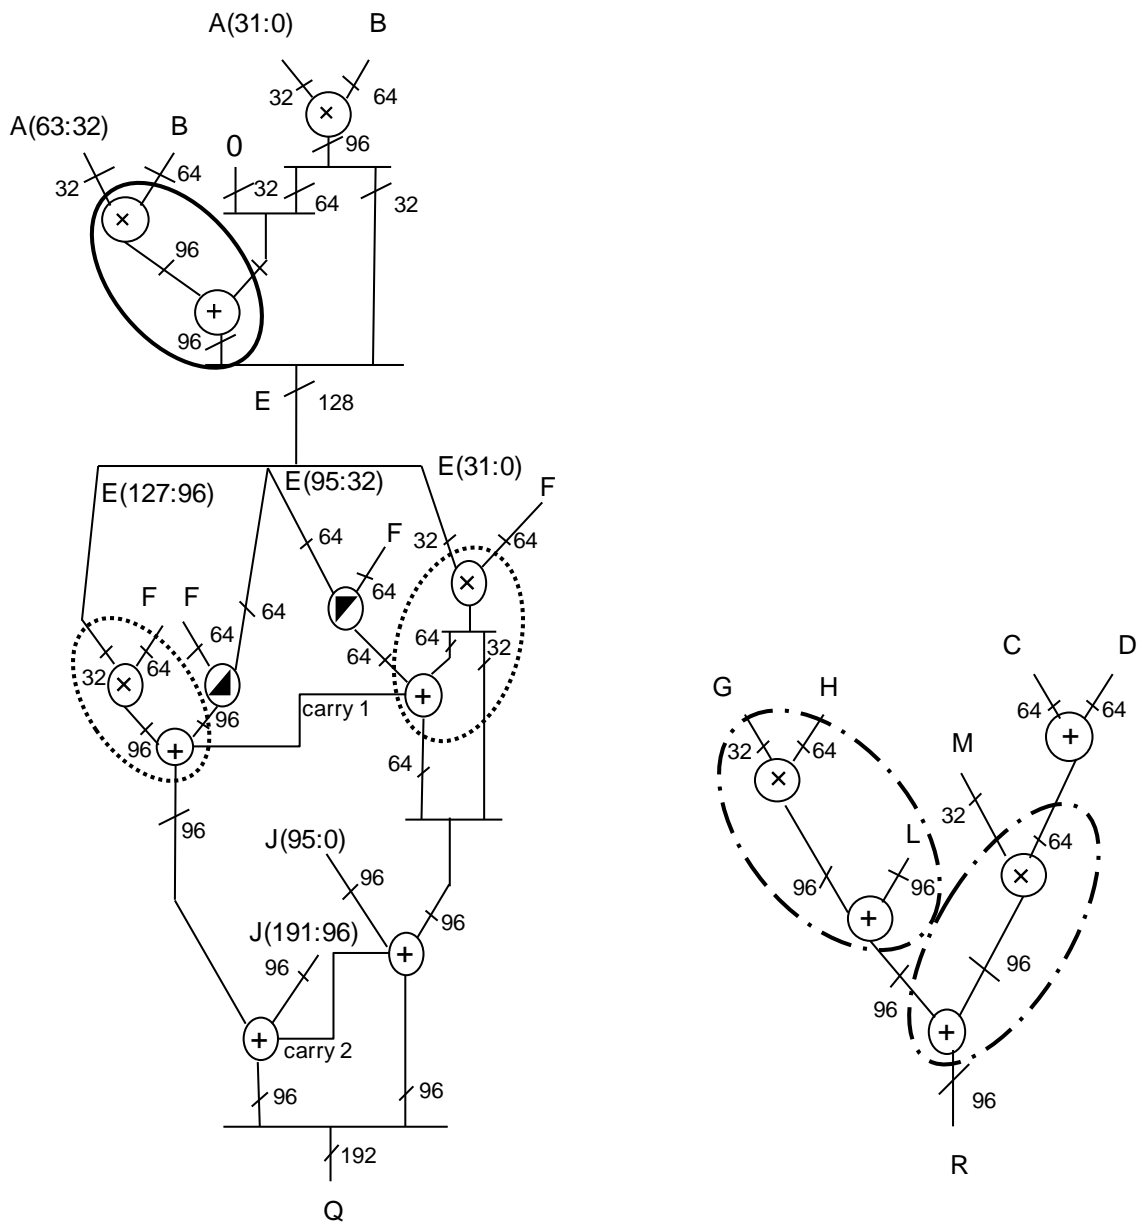 A(31:0) B
32 64
×
96
A(63:32) B 0
32 64 32 64 32
×
96
+
96
E 128
E(127:96) E(95:32) E(31:0)
F
64 F 32 64
64
×
F F 64
64 64 32
32 64 64
× +
96 96 carry 1
+
64
96
J(95:0)
96
96
J(191:96)
96 +
+
carry 2
96 96
192
Q
C D
G H 64 64
32 64 +
M
×
32
L 64
96 96 ×
+
96
96
+
96
R